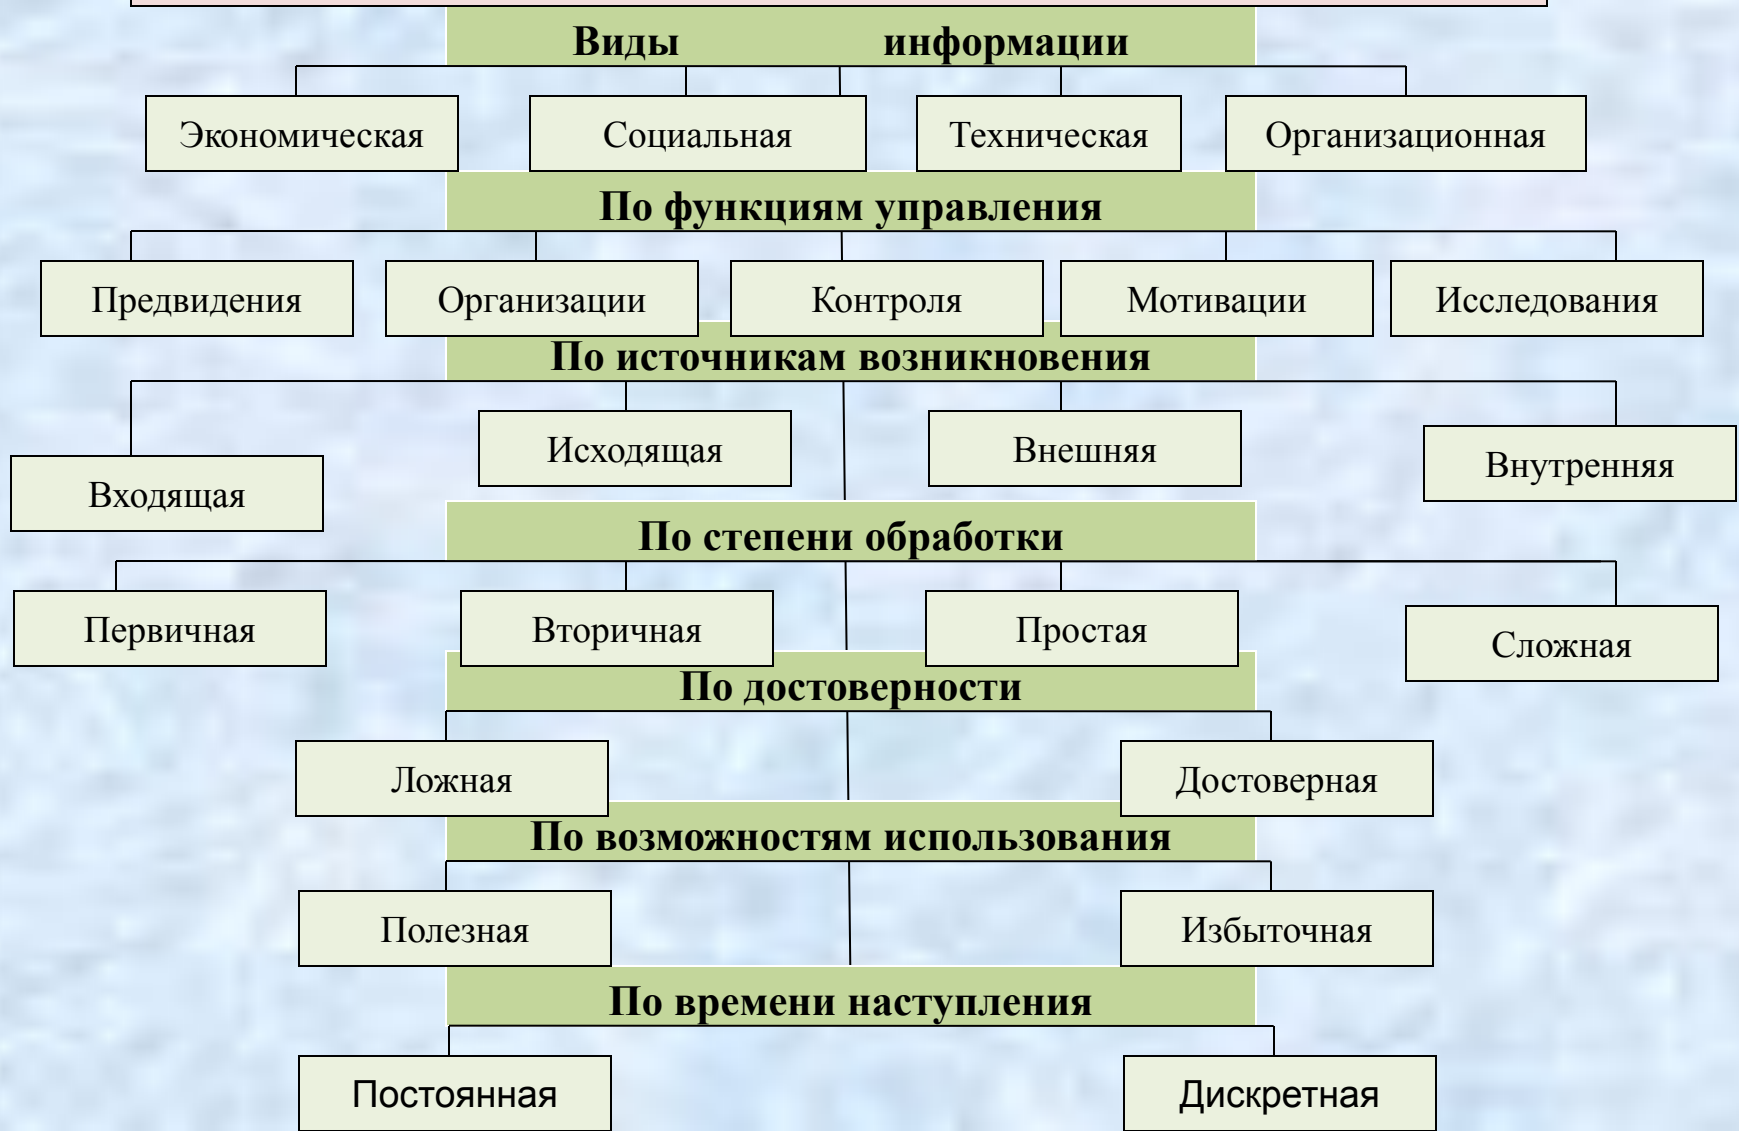 Виды информации
Экономическая Социальная Техническая Организационная
По функциям управления
Предвидения Организации Контроля Мотивации Исследования
По источникам возникновения
Входящая Исходящая Внешняя Внутренняя
По степени обработки
Первичная Вторичная Простая Сложная
По достоверности
Ложная Достоверная
По возможностям использования
Полезная Избыточная
По времени наступления
Постоянная Дискретная